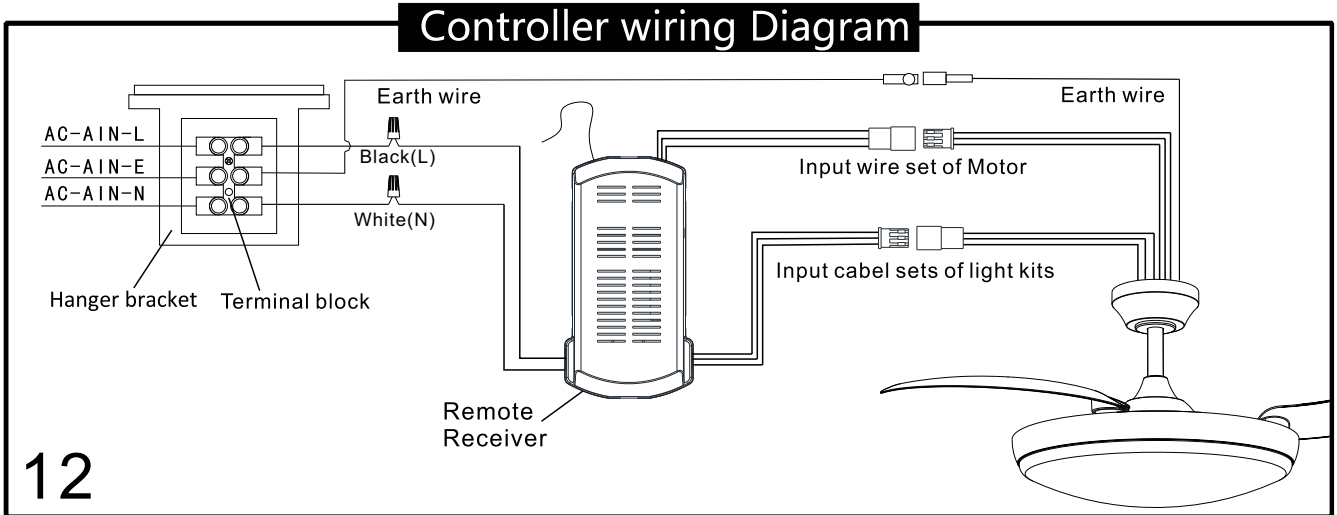 Controller wiring Diagram
Earth wire
Earth wire
AC-AIN-L
Black(L)
AC-AIN-E
Input wire set of Motor
AC-AIN-N
White(N)
Input cabel sets of light kits
Hanger bracket
Terminal block
Remote
Receiver
12